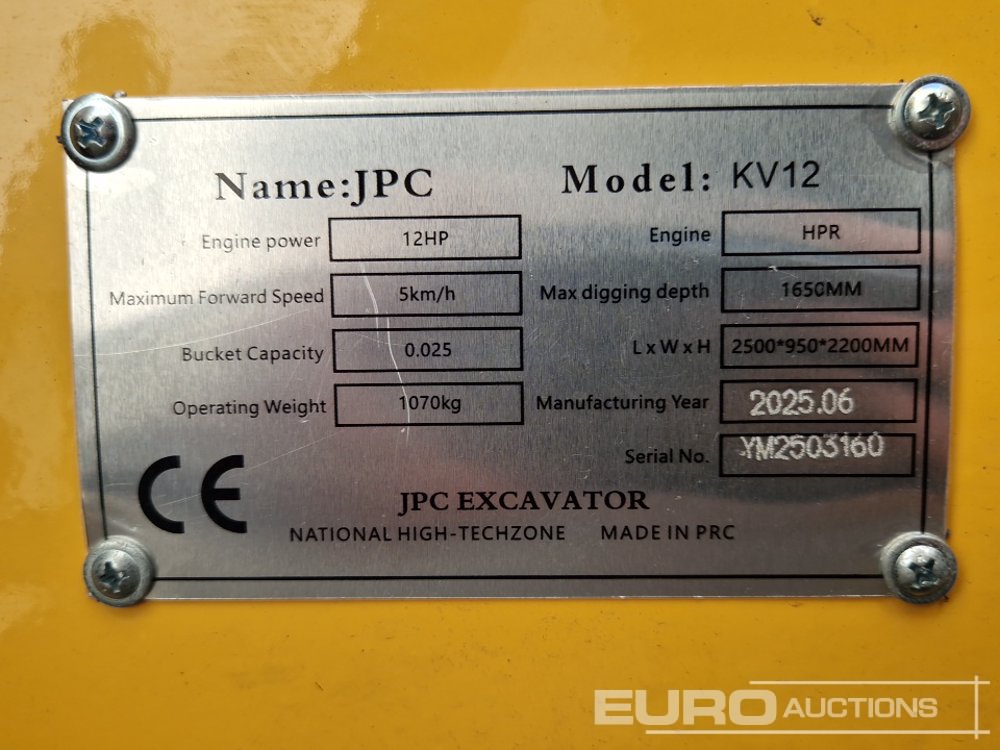 Name:JPC Model: KV12
Engine power 12HP Engine HPR
Maximum Forward Speed 5km/h Max digging depth 1650MM
Bucket Capacity 0.025 L x W x H 2500*950*2200MM
Operating Weight 1070kg Manufacturing Year 2025.06
Serial No. YM2503160
CE
JPC EXCAVATOR
NATIONAL HIGH-TECHZONE MADE IN PRC
EURO AUCTIONS